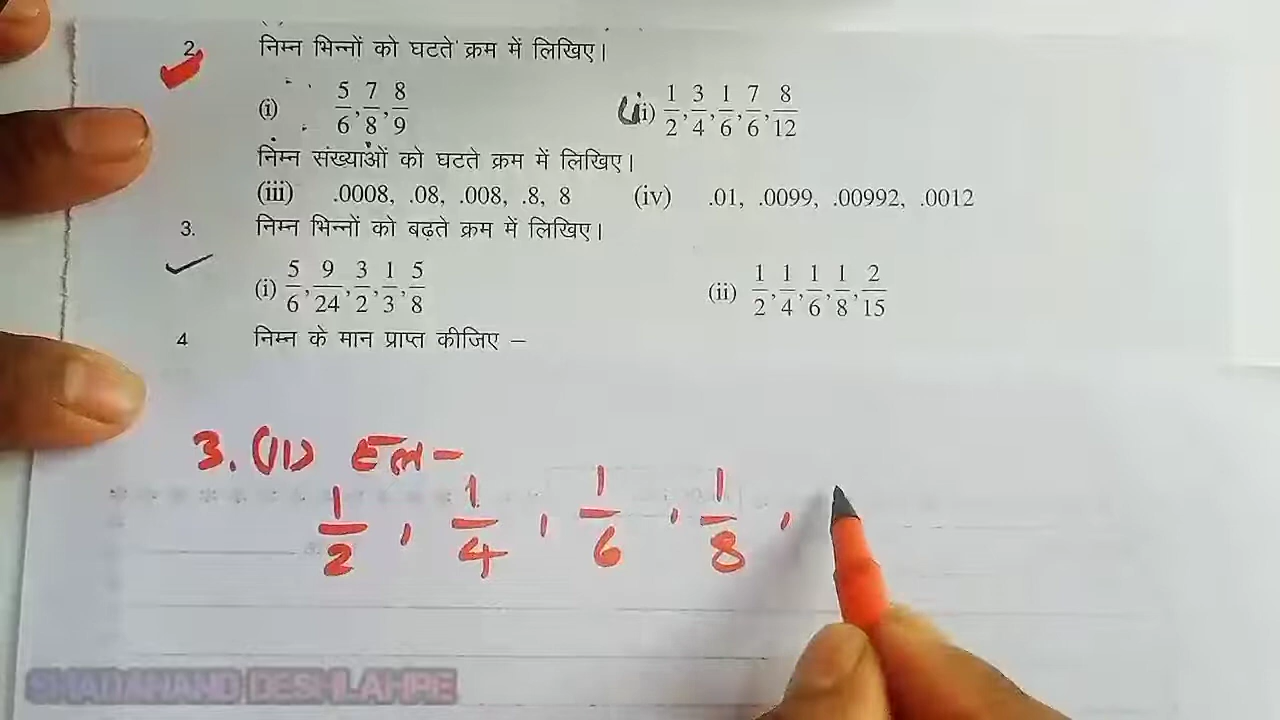 2. निम्न भिन्नों को घटते क्रम में लिखिए।
(i) 5/6, 7/8, 8/9 (ii) 1/2, 3/4, 1/6, 7/6, 8/12
निम्न संख्याओं को घटते क्रम में लिखिए।
(iii) .0008, .08, .008, .8, 8 (iv) .01, .0099, .00992, .0012
3. निम्न भिन्नों को बढ़ते क्रम में लिखिए।
(i) 5/6, 9/24, 3/2, 1/3, 5/8 (ii) 1/2, 1/4, 1/6, 1/8, 2/15
4 निम्न के मान प्राप्त कीजिए –
3. (ii) हल-
1/2, 1/4, 1/6, 1/8,
SHADANAND DESHLAHRE